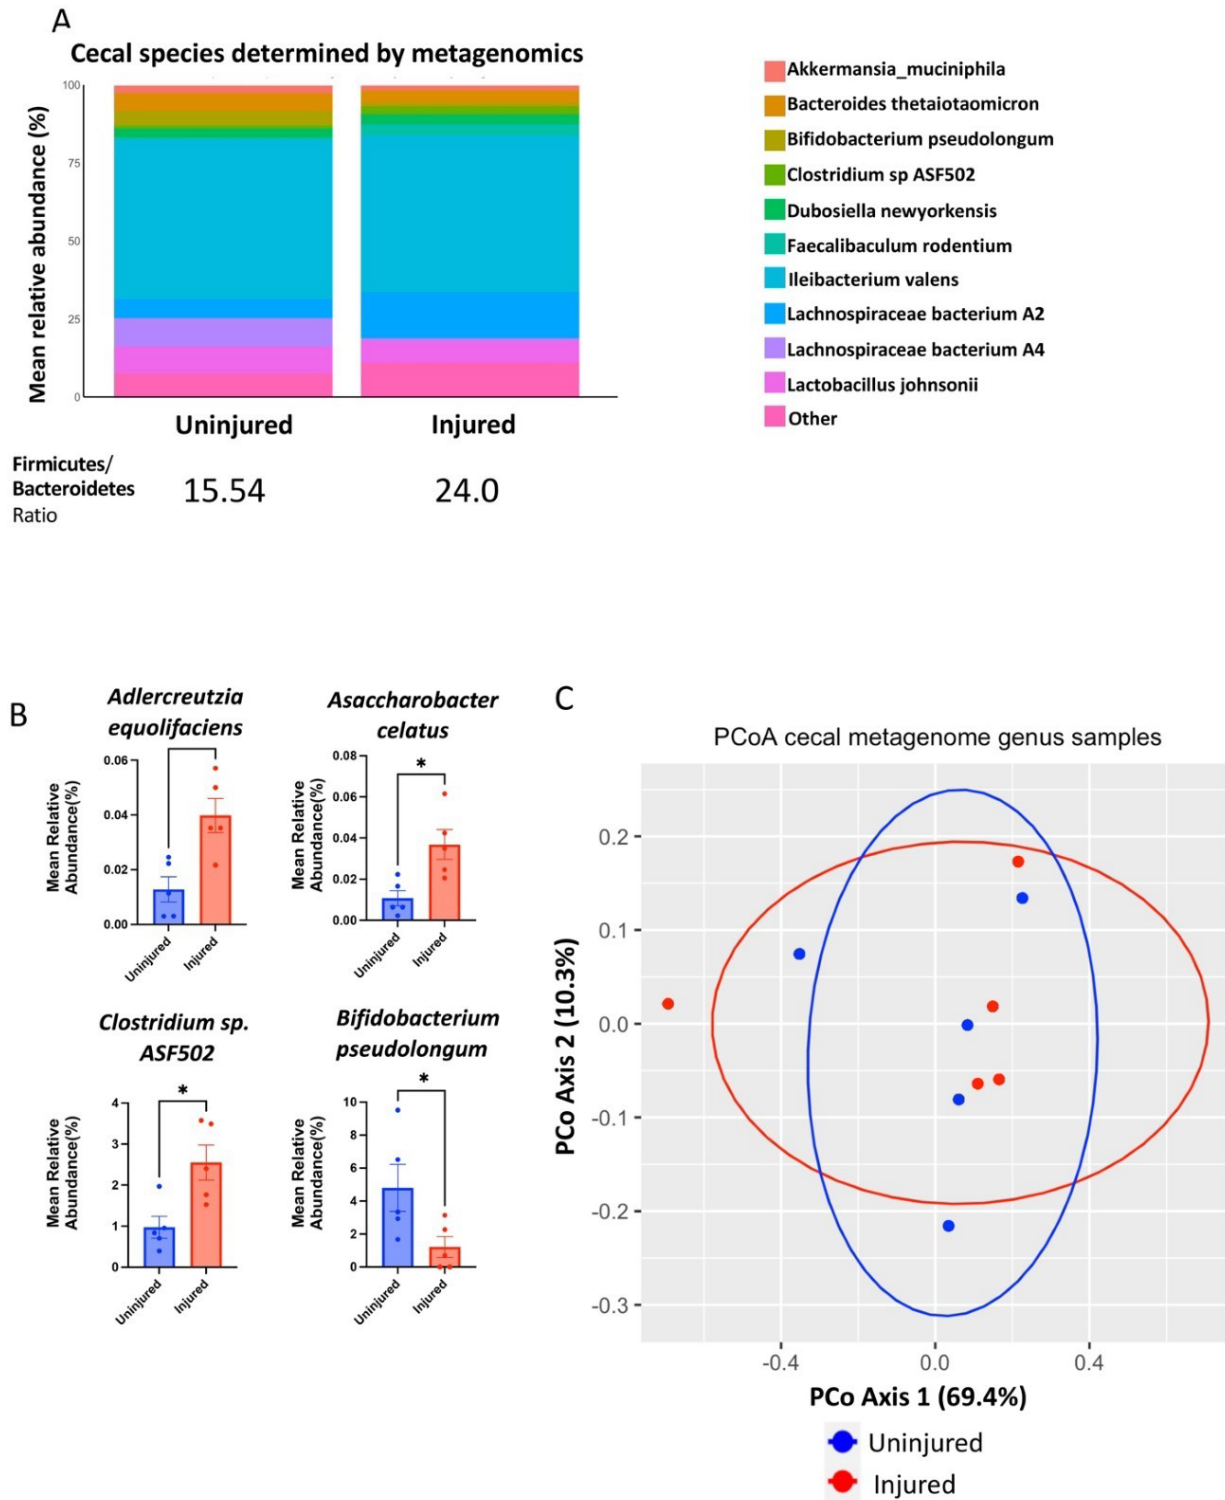 A
Cecal species determined by metagenomics
Mean relative abundance (%)
100
75
50
25
0
Uninjured
Injured
Firmicutes/
Bacteroidetes
Ratio
15.54
24.0
Akkermansia_muciniphila
Bacteroides thetaiotaomicron
Bifidobacterium pseudolongum
Clostridium sp ASF502
Dubosiella newyorkensis
Faecalibaculum rodentium
Ileibacterium valens
Lachnospiraceae bacterium A2
Lachnospiraceae bacterium A4
Lactobacillus johnsonii
Other
B
Adlercreutzia
equolifaciens
Mean Relative
Abundance(%)
0.06
0.04
0.02
0.00
Uninjured
Injured
Asaccharobacter
celatus
*
Mean Relative
Abundance(%)
0.08
0.06
0.04
0.02
0.00
Uninjured
Injured
Clostridium sp.
ASF502
*
Mean Relative
Abundance(%)
4
3
2
1
0
Uninjured
Injured
Bifidobacterium
pseudolongum
*
Mean Relative
Abundance(%)
10
8
6
4
2
0
Uninjured
Injured
C
PCoA cecal metagenome genus samples
PCo Axis 2 (10.3%)
0.2
0.1
0.0
-0.1
-0.2
-0.3
-0.4
0.0
0.4
PCo Axis 1 (69.4%)
Uninjured
Injured